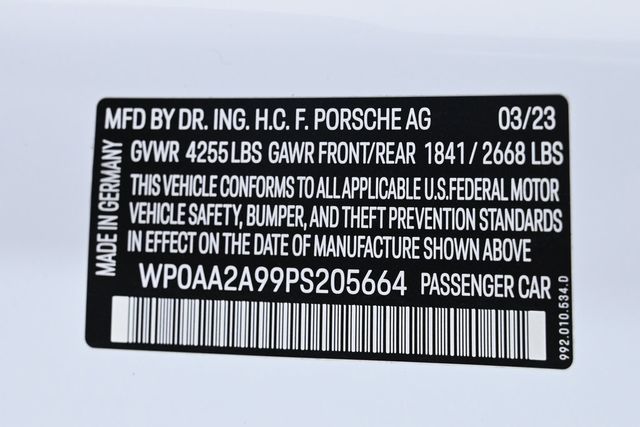 MFD BY DR. ING. H.C. F. PORSCHE AG 03/23
GVWR 4255 LBS GAWR FRONT/REAR 1841 / 2668 LBS
THIS VEHICLE CONFORMS TO ALL APPLICABLE U.S. FEDERAL MOTOR
VEHICLE SAFETY, BUMPER, AND THEFT PREVENTION STANDARDS
IN EFFECT ON THE DATE OF MANUFACTURE SHOWN ABOVE
WP0AA2A99PS205664 PASSENGER CAR
MADE IN GERMANY
992.010.534.D